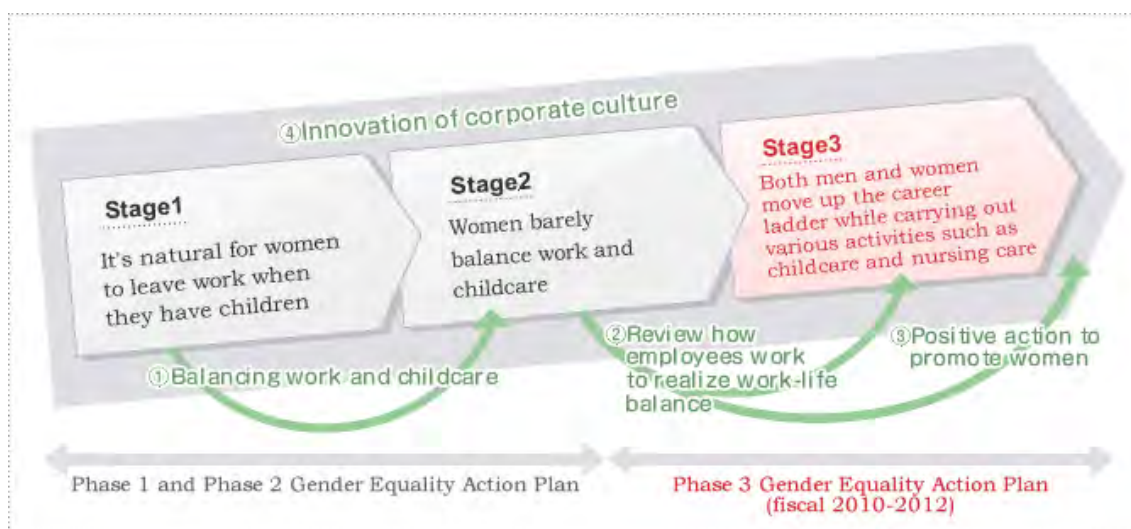 ④Innovation of corporate culture
Stage1
It's natural for women
to leave work when
they have children
Stage2
Women barely
balance work and
childcare
Stage3
Both men and women
move up the career
ladder while carrying out
various activities such as
childcare and nursing care
①Balancing work and childcare
②Review how
employees work
to realize work-life
balance
③Positive action to
promote women
Phase 1 and Phase 2 Gender Equality Action Plan
Phase 3 Gender Equality Action Plan
(fiscal 2010-2012)